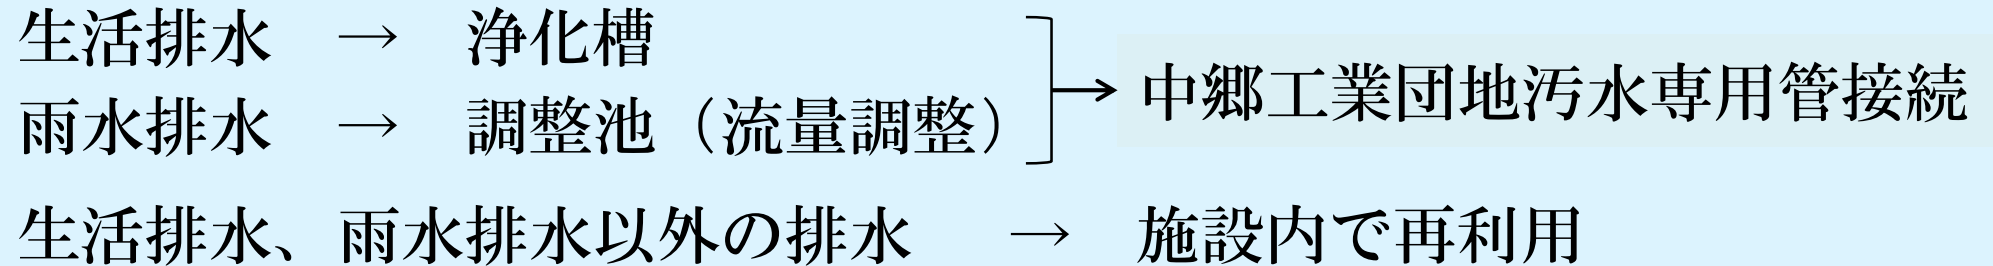 生活排水　→　浄化槽
雨水排水　→　調整池（流量調整）
→ 中郷工業団地汚水専用管接続
生活排水、雨水排水以外の排水　→　施設内で再利用